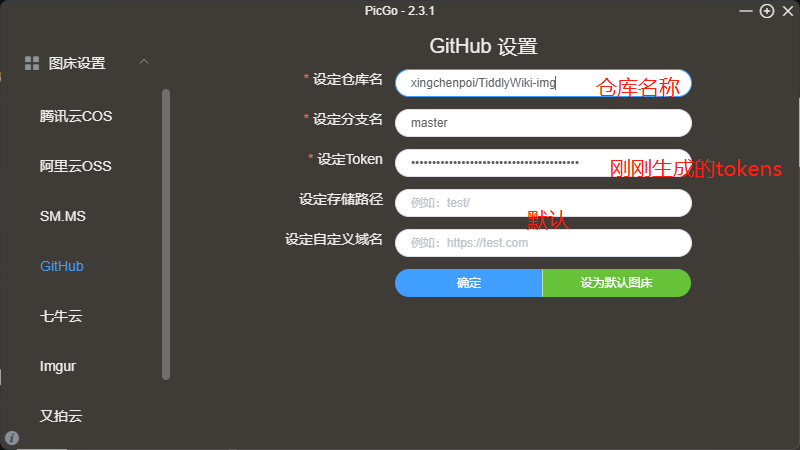 PicGo - 2.3.1
图床设置
腾讯云COS
阿里云OSS
SM.MS
GitHub
七牛云
Imgur
又拍云
GitHub 设置
* 设定仓库名 xingchenpoi/TiddlyWiki-img 仓库名称
* 设定分支名 master
* 设定Token •••••••••••••••••••••••••••••••••••••••• 刚刚生成的tokens
设定存储路径 例如：test/
默认
设定自定义域名 例如：https://test.com
确定 设为默认图床